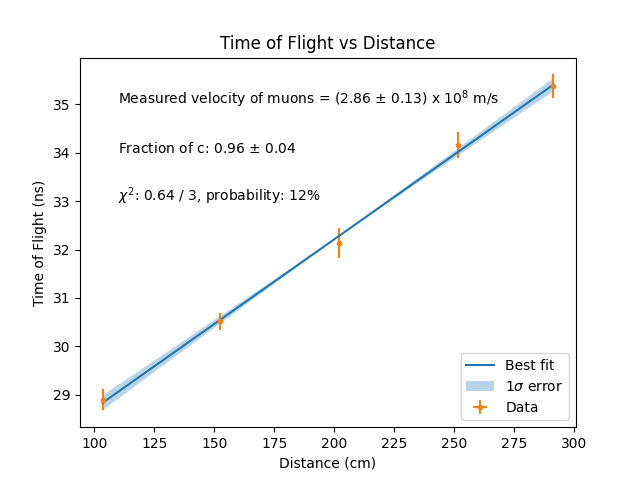 Time of Flight vs Distance
Measured velocity of muons = (2.86 ± 0.13) x 10⁸ m/s
Fraction of c: 0.96 ± 0.04
χ²: 0.64 / 3, probability: 12%
Time of Flight (ns)
35
34
33
32
31
30
29
Best fit
1σ error
Data
100 125 150 175 200 225 250 275 300
Distance (cm)